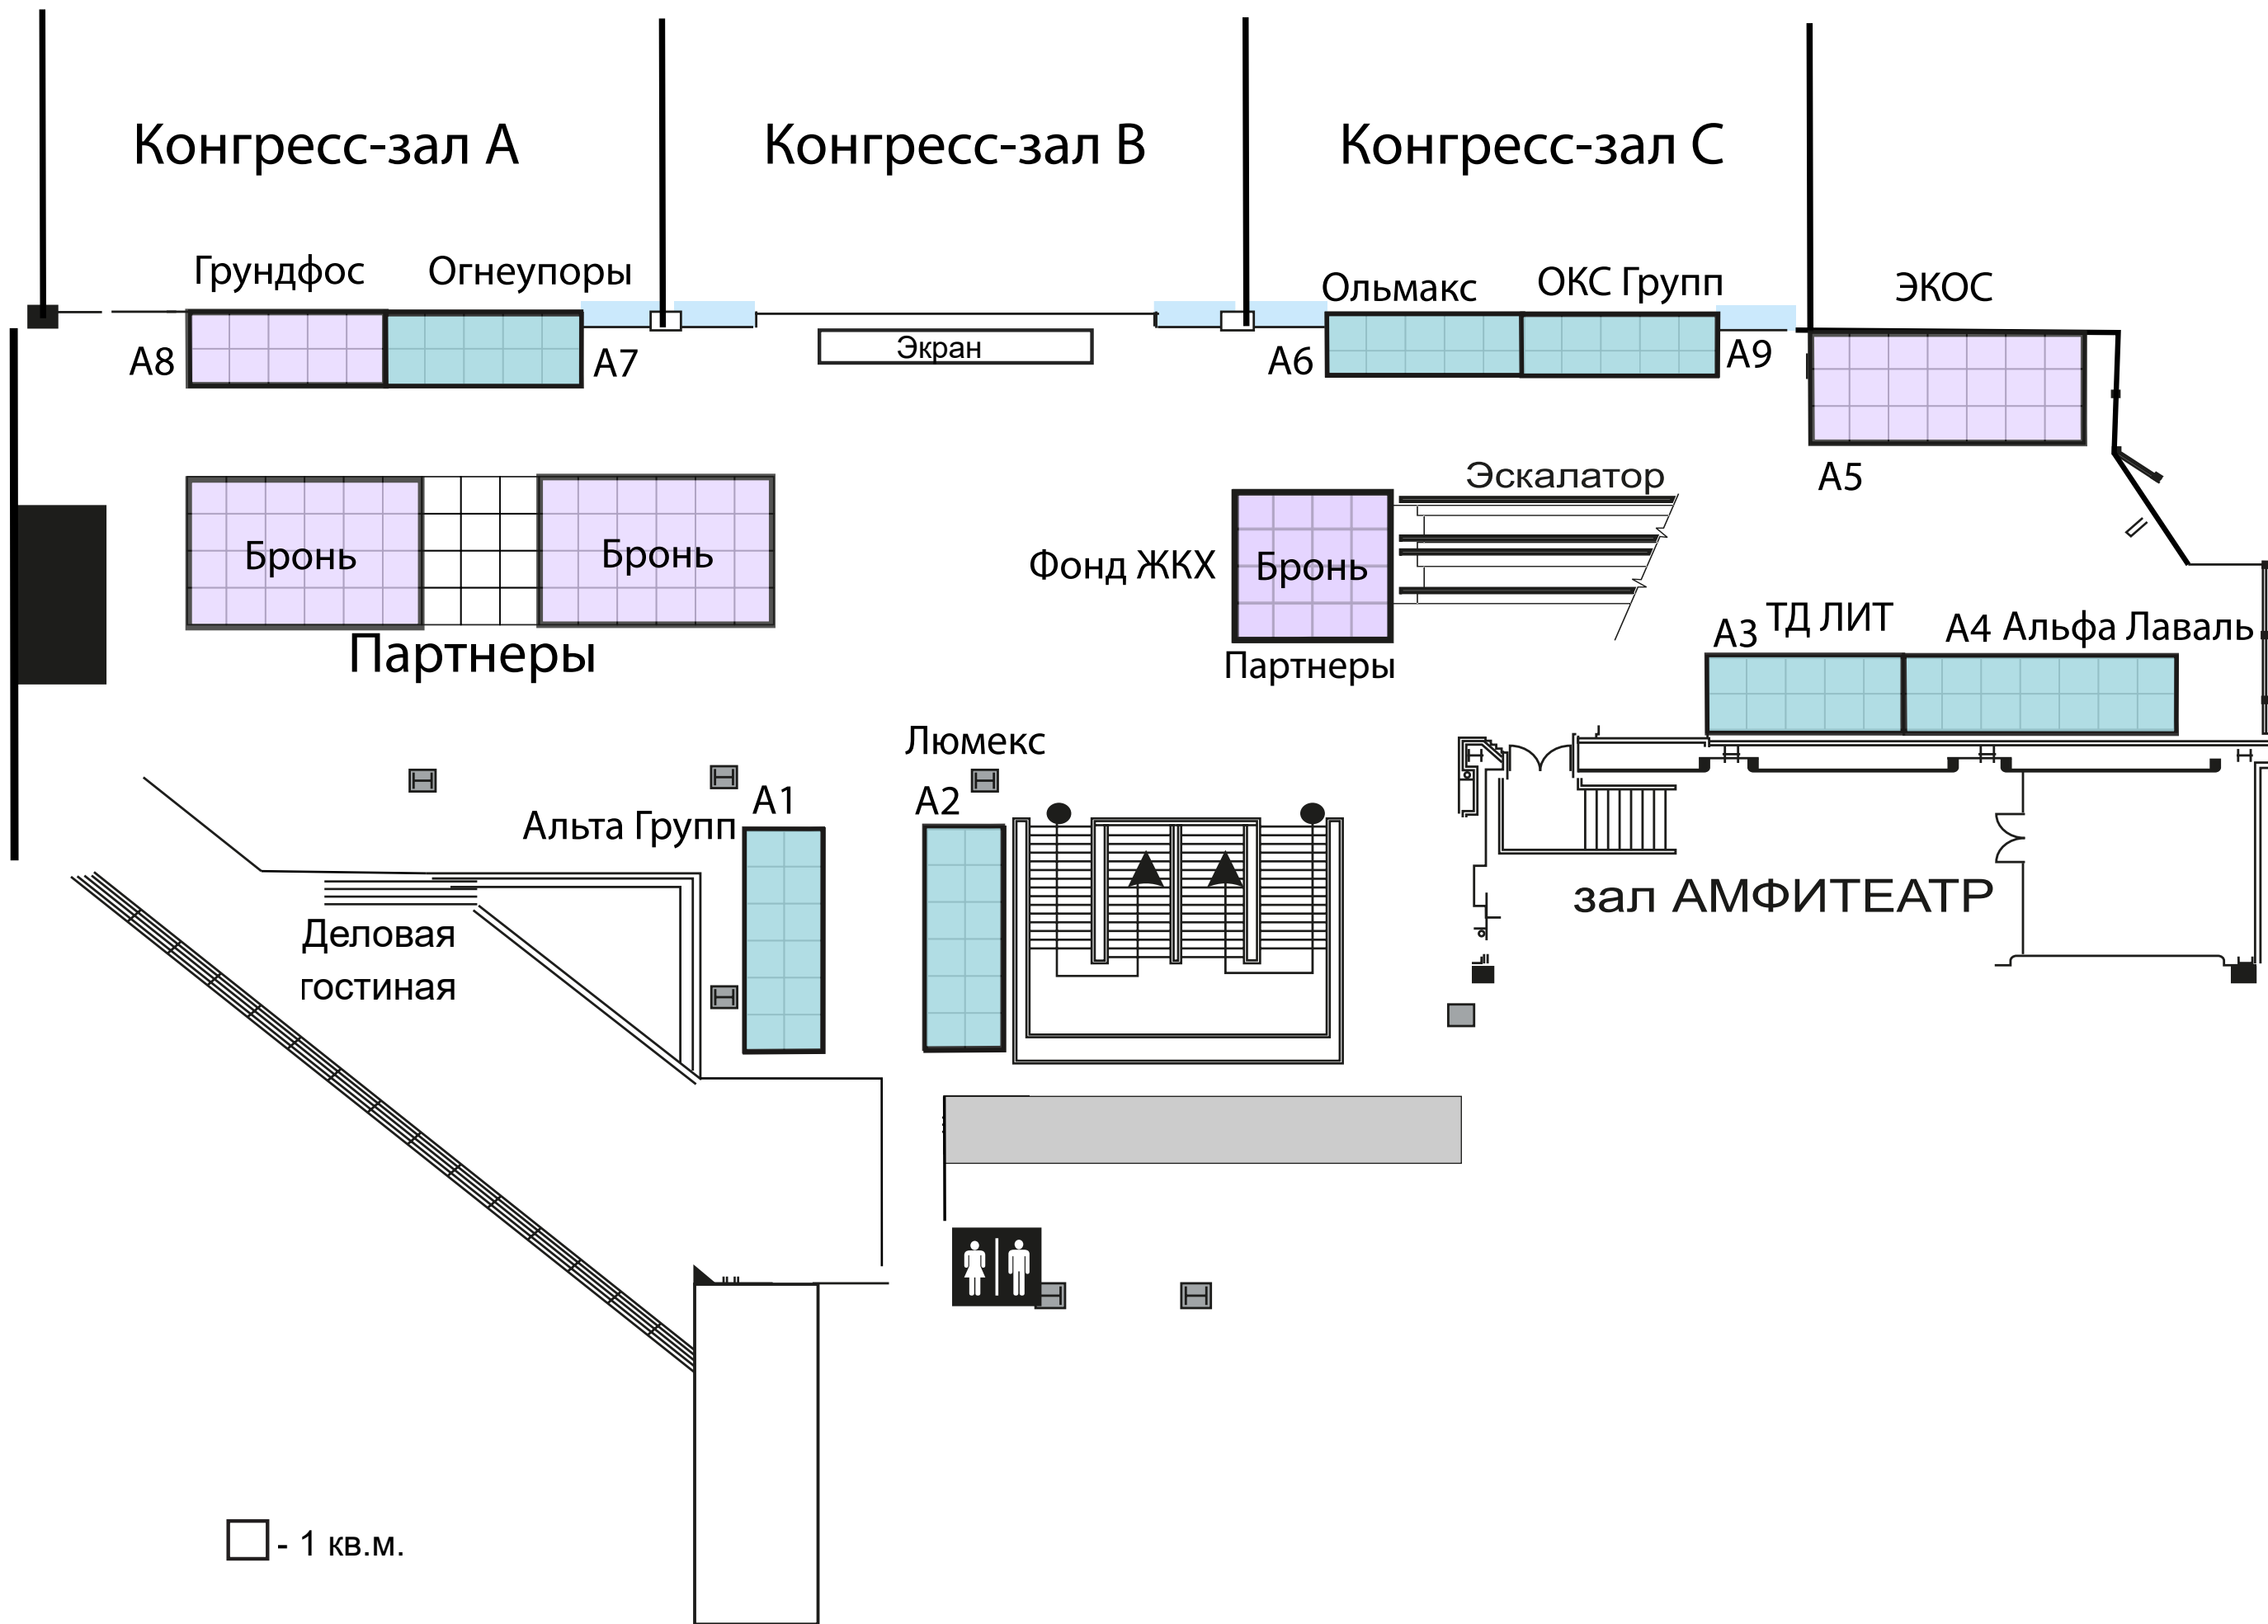 Конгресс-зал А
Конгресс-зал В
Конгресс-зал С
Грундфос
Огнеупоры
Ольмакс
ОКС Групп
ЭКОС
А8
А7
Экран
А6
А9
А5
Эскалатор
Бронь
Бронь
Фонд ЖКХ
Бронь
Партнеры
Партнеры
А3
ТД ЛИТ
А4 Альфа Лаваль
Люмекс
Альта Групп
А1
А2
зал АМФИТЕАТР
Деловая
гостиная
- 1 кв.м.